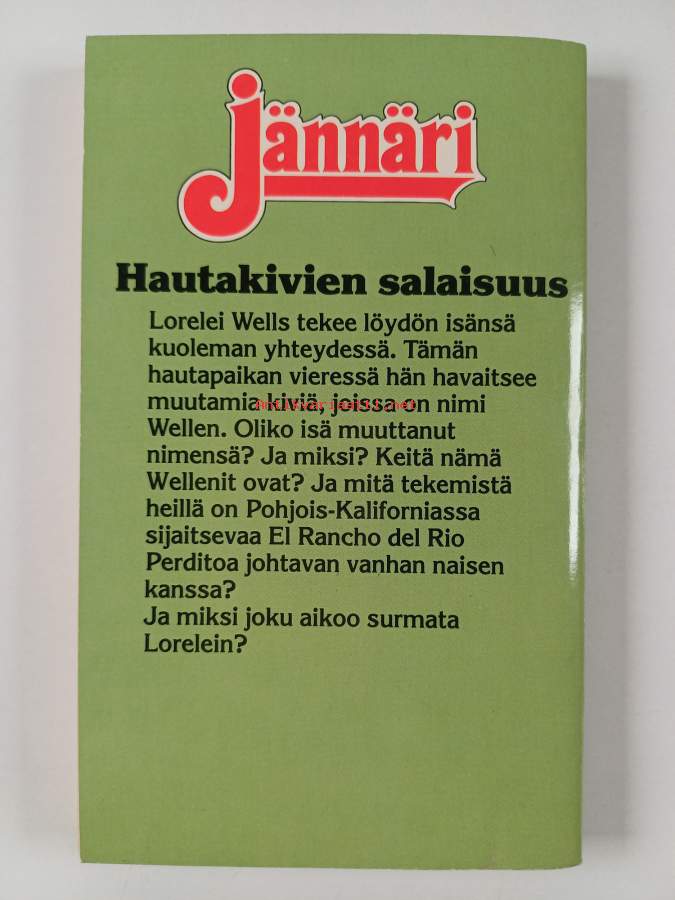 Jännäri
Hautakivien salaisuus
Lorelei Wells tekee löydön isänsä
kuoleman yhteydessä. Tämän
hautapaikan vieressä hän havaitsee
muutamia kiviä, joissa on nimi
Antikvariaatti.net
Wellen. Oliko isä muuttanut
nimensä? Ja miksi? Keitä nämä
Wellenit ovat? Ja mitä tekemistä
heillä on Pohjois-Kaliforniassa
sijaitsevaa El Rancho del Rio
Perditoa johtavan vanhan naisen
kanssa?
Ja miksi joku aikoo surmata
Lorelein?